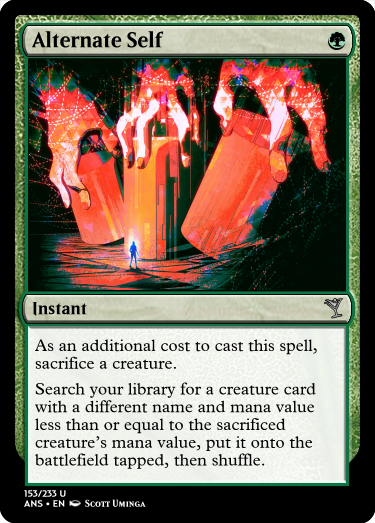 Alternate Self
Instant
As an additional cost to cast this spell,
sacrifice a creature.
Search your library for a creature card
with a different name and mana value
less than or equal to the sacrificed
creature's mana value, put it onto the
battlefield tapped, then shuffle.
153/233 U
ANS • EN Scott Uminga